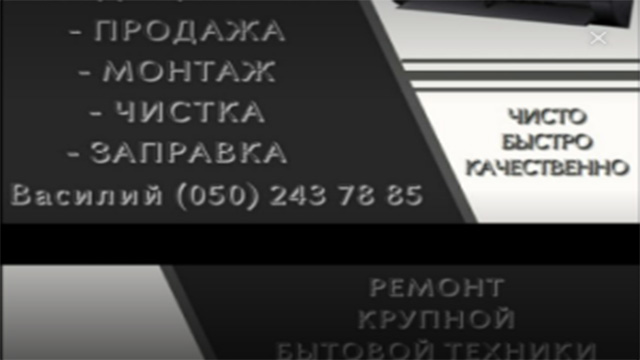 - ПРОДАЖА
- МОНТАЖ
- ЧИСТКА
- ЗАПРАВКА
Василий (050) 243 78 85
ЧИСТО
БЫСТРО
КАЧЕСТВЕННО
РЕМОНТ
КРУПНОЙ
БЫТОВОЙ ТЕХНИКИ